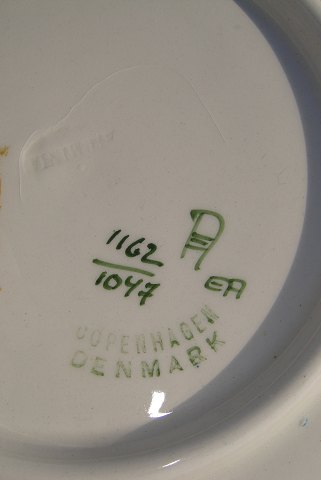 1162
1047
EA
COPENHAGEN
DENMARK